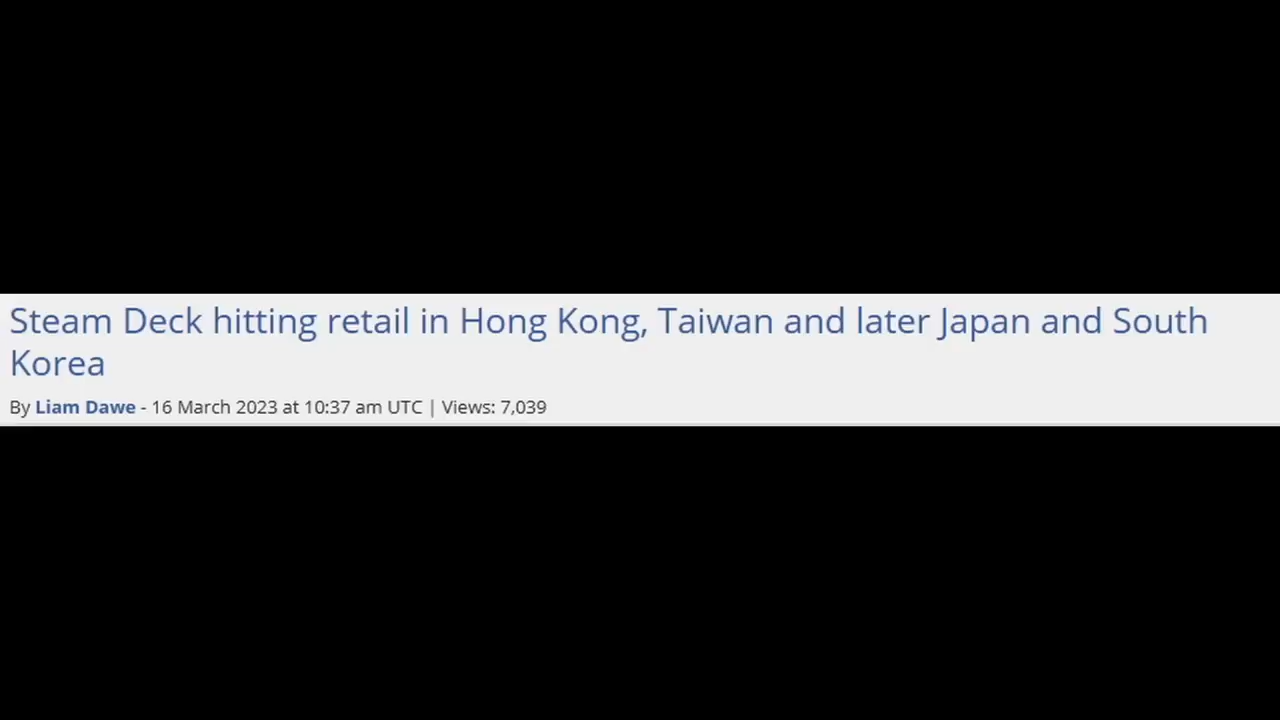 Steam Deck hitting retail in Hong Kong, Taiwan and later Japan and South
Korea
By Liam Dawe - 16 March 2023 at 10:37 am UTC | Views: 7,039